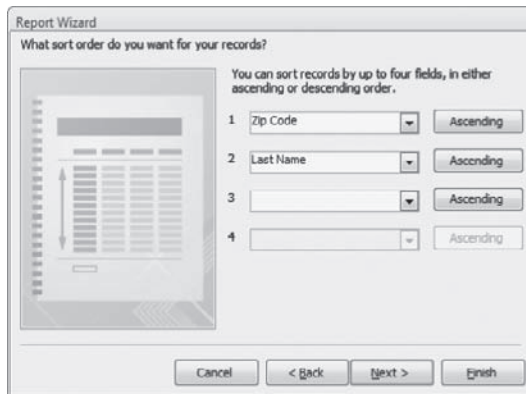 Report Wizard
What sort order do you want for your records?
You can sort records by up to four fields, in either
ascending or descending order.
1 Zip Code Ascending
2 Last Name Ascending
3 Ascending
4 Ascending
Cancel < Back Next > Finish